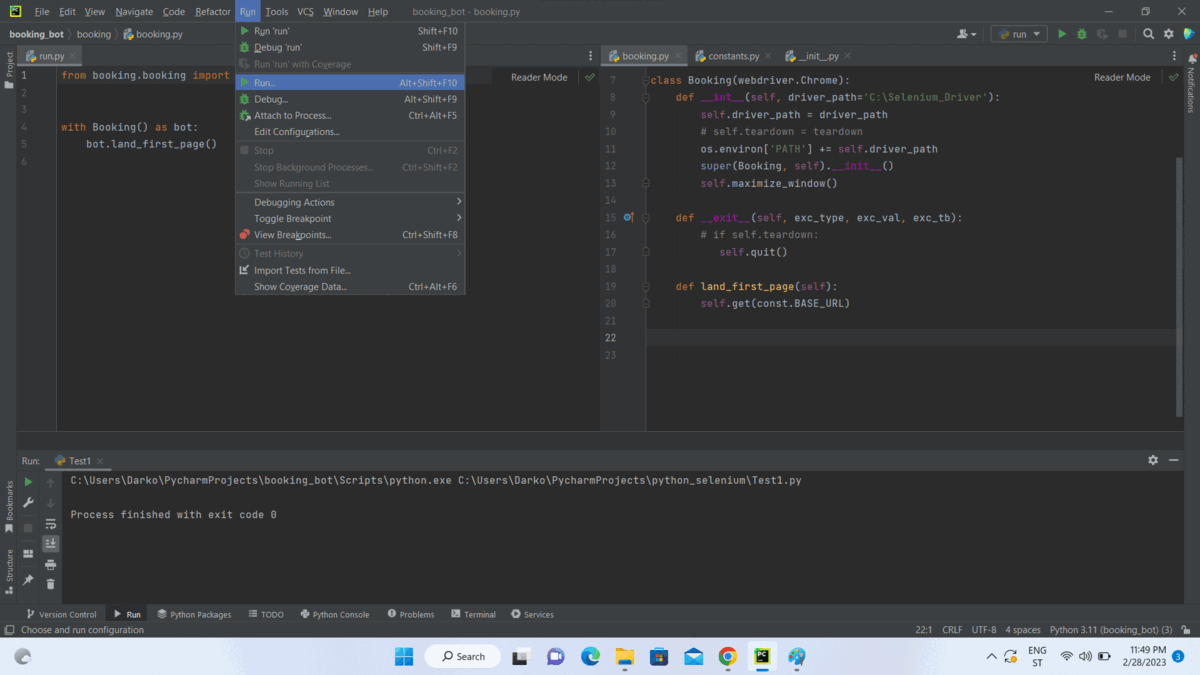 File Edit View Navigate Code Refactor Run Tools VCS Window Help booking_bot - booking.py
booking_bot booking booking.py
run
Project
run.py
1 from booking.booking import
2
3
4 with Booking() as bot:
5 bot.land_first_page()
6
Reader Mode
Run 'run' Shift+F10
Debug 'run' Shift+F9
Run 'run' with Coverage
Run... Alt+Shift+F10
Debug... Alt+Shift+F9
Attach to Process... Ctrl+Alt+F5
Edit Configurations...
Stop Ctrl+F2
Stop Background Processes... Ctrl+Shift+F2
Show Running List
Debugging Actions
Toggle Breakpoint
View Breakpoints... Ctrl+Shift+F8
Test History
Import Tests from File...
Show Coverage Data... Ctrl+Alt+F6
booking.py constants.py __init__.py
Reader Mode
Notifications
7 class Booking(webdriver.Chrome):
8 def __int__(self, driver_path='C:\Selenium_Driver'):
9 self.driver_path = driver_path
10 # self.teardown = teardown
11 os.environ['PATH'] += self.driver_path
12 super(Booking, self).__init__()
13 self.maximize_window()
14
15 def __exit__(self, exc_type, exc_val, exc_tb):
16 # if self.teardown:
17 self.quit()
18
19 def land_first_page(self):
20 self.get(const.BASE_URL)
21
22
23
Run: Test1
C:\Users\Darko\PycharmProjects\booking_bot\Scripts\python.exe C:\Users\Darko\PycharmProjects\python_selenium\Test1.py
Process finished with exit code 0
Bookmarks
Structure
Version Control Run Python Packages TODO Python Console Problems Terminal Services
Choose and run configuration 22:1 CRLF UTF-8 4 spaces Python 3.11 (booking_bot) (3)
Search
PC
ENG
ST
11:49 PM
2/28/2023
3